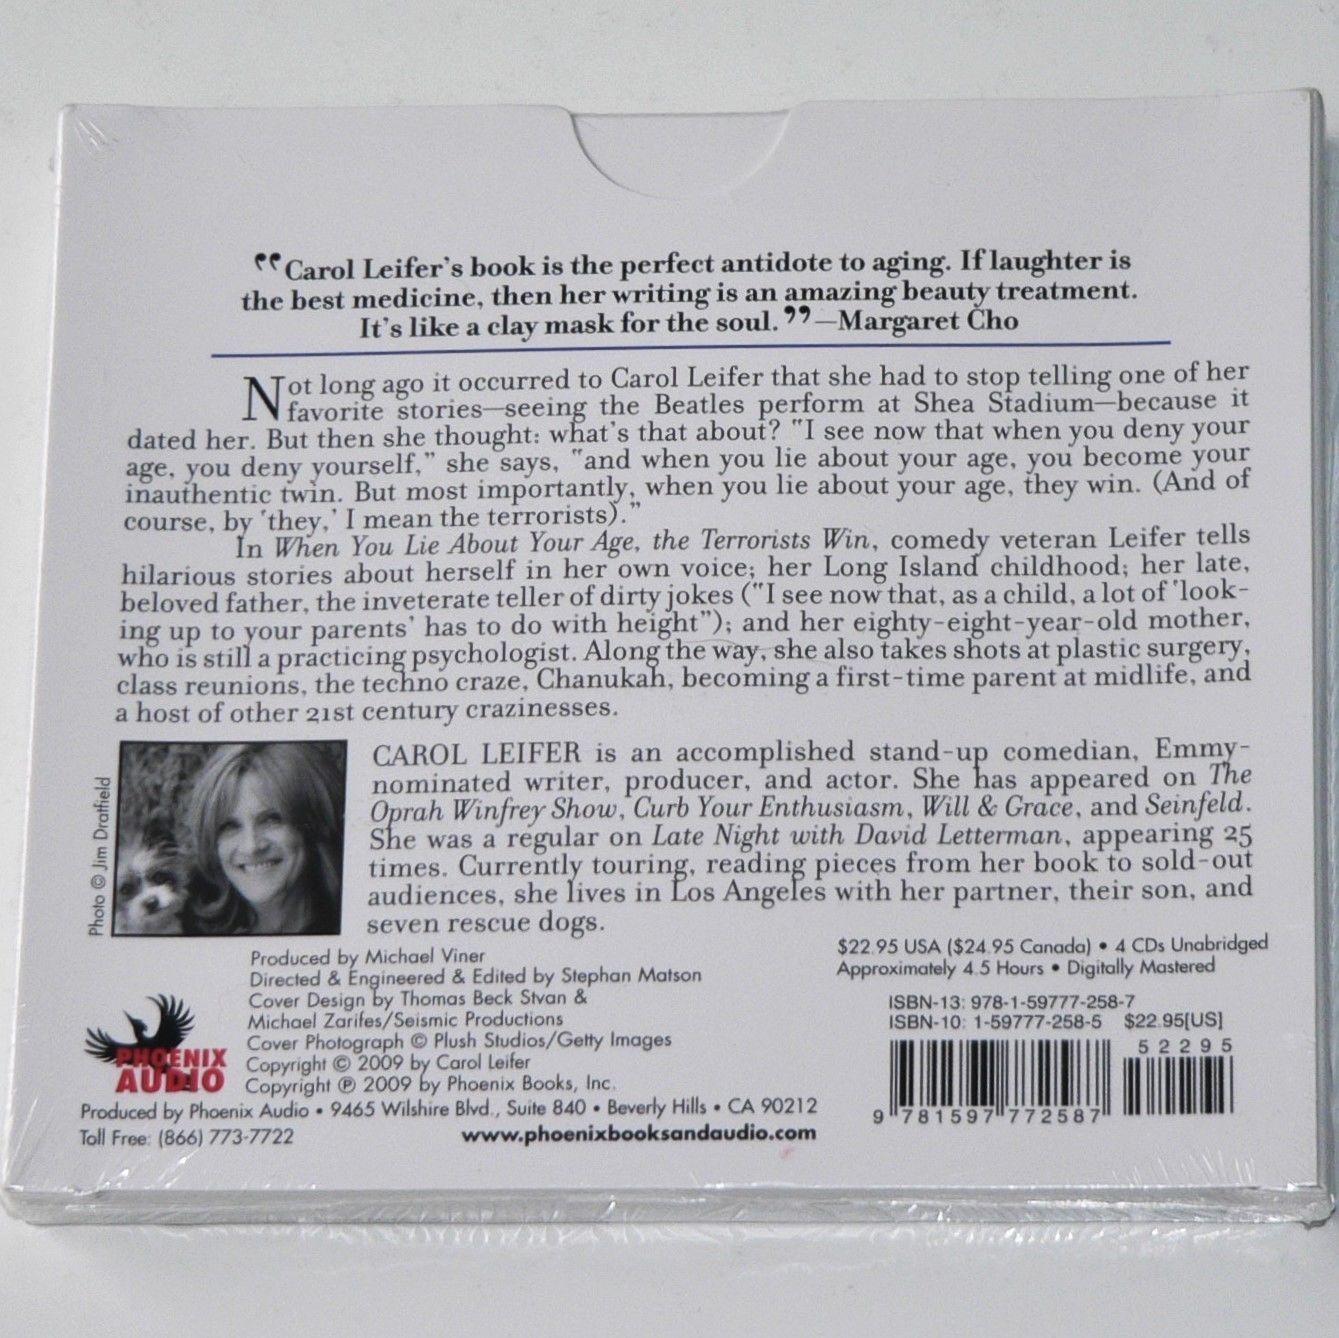 “Carol Leifer's book is the perfect antidote to aging. If laughter is
the best medicine, then her writing is an amazing beauty treatment.
It's like a clay mask for the soul.”—Margaret Cho
Not long ago it occurred to Carol Leifer that she had to stop telling one of her
favorite stories—seeing the Beatles perform at Shea Stadium—because it
dated her. But then she thought: what's that about? "I see now that when you deny your
age, you deny yourself," she says, "and when you lie about your age, you become your
inauthentic twin. But most importantly, when you lie about your age, they win. (And of
course, by 'they,' I mean the terrorists)."
In When You Lie About Your Age, the Terrorists Win, comedy veteran Leifer tells
hilarious stories about herself in her own voice; her Long Island childhood; her late,
beloved father, the inveterate teller of dirty jokes ("I see now that, as a child, a lot of 'look-
ing up to your parents' has to do with height"); and her eighty-eight-year-old mother,
who is still a practicing psychologist. Along the way, she also takes shots at plastic surgery,
class reunions, the techno craze, Chanukah, becoming a first-time parent at midlife, and
a host of other 21st century crazinesses.
Photo © Jim Dratfield
CAROL LEIFER is an accomplished stand-up comedian, Emmy-
nominated writer, producer, and actor. She has appeared on The
Oprah Winfrey Show, Curb Your Enthusiasm, Will & Grace, and Seinfeld.
She was a regular on Late Night with David Letterman, appearing 25
times. Currently touring, reading pieces from her book to sold-out
audiences, she lives in Los Angeles with her partner, their son, and
seven rescue dogs.
Produced by Michael Viner
Directed & Engineered & Edited by Stephan Matson
Cover Design by Thomas Beck Stvan &
Michael Zarifes/Seismic Productions
Cover Photograph © Plush Studios/Getty Images
Copyright © 2009 by Carol Leifer
Copyright ℗ 2009 by Phoenix Books, Inc.
PHOENIX
AUDIO
Produced by Phoenix Audio • 9465 Wilshire Blvd., Suite 840 • Beverly Hills • CA 90212
Toll Free: (866) 773-7722
www.phoenixbooksandaudio.com
$22.95 USA ($24.95 Canada) • 4 CDs Unabridged
Approximately 4.5 Hours • Digitally Mastered
ISBN-13: 978-1-59777-258-7
ISBN-10: 1-59777-258-5 $22.95[US]
52295
9 781597 772587